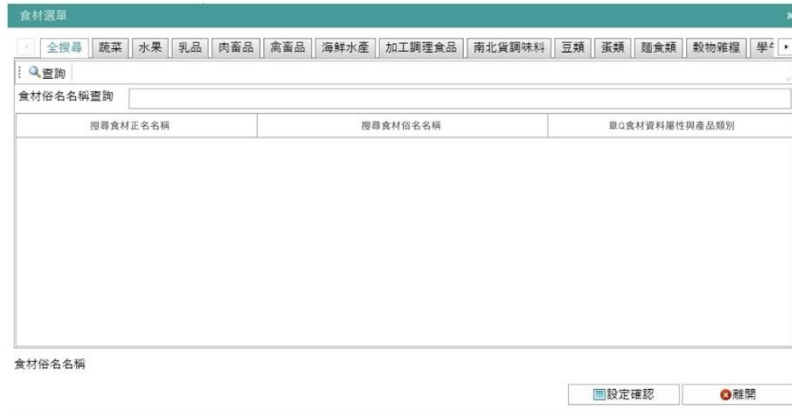 食材選單
全搜尋 蔬菜 水果 乳品 肉畜品 禽畜品 海鮮水產 加工調理食品 南北貨調味料 豆類 蛋類 麵食類 穀物雜糧
查詢
食材俗名名稱查詢
搜尋食材正名名稱 搜尋食材俗名名稱 章Q食材資料屬性與產品類別
食材俗名名稱
設定確認 離開